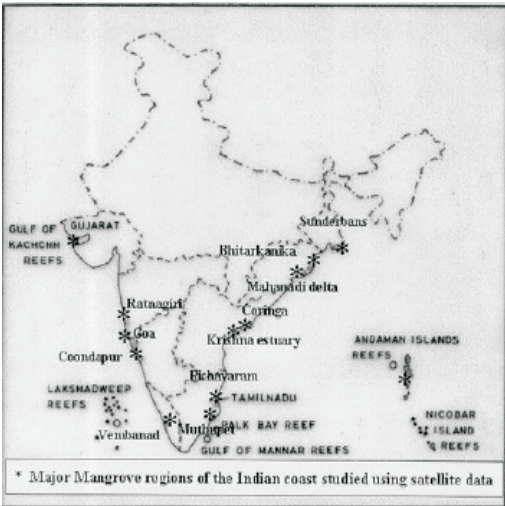 Sunderbans
GULF OF
KACHCHH
REEFS
GUJARAT
Bhitarkanika
Mahanadi delta
Ratnagiri
Coringa
Goa
Krishna estuary
Coondapur
ANDAMAN ISLANDS
REEFS
Pichavaram
LAKSHADWEEP
REEFS
TAMILNADU
Vembanad
Muthupet
PALK BAY REEF
GULF OF MANNAR REEFS
NICOBAR
ISLAND
REEFS
* Major Mangrove regions of the Indian coast studied using satellite data